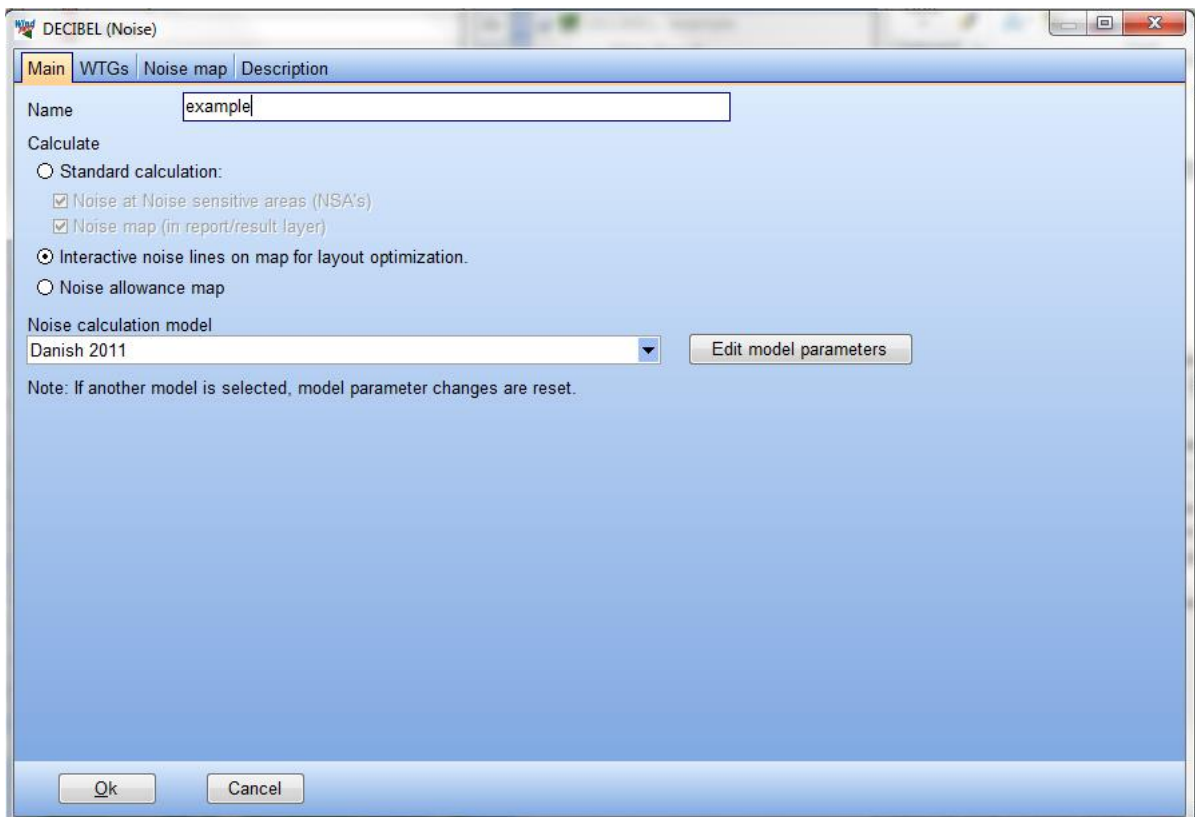 DECIBEL (Noise)
Main WTGs Noise map Description
Name example
Calculate
Standard calculation:
Noise at Noise sensitive areas (NSA's)
Noise map (in report/result layer)
Interactive noise lines on map for layout optimization.
Noise allowance map
Noise calculation model
Danish 2011 Edit model parameters
Note: If another model is selected, model parameter changes are reset.
Ok Cancel